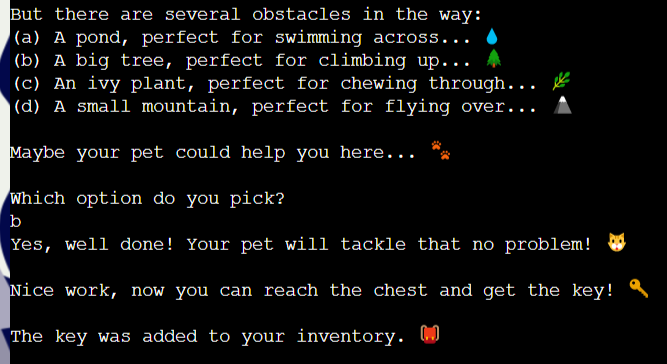 But there are several obstacles in the way:
(a) A pond, perfect for swimming across... 💧
(b) A big tree, perfect for climbing up... 🌲
(c) An ivy plant, perfect for chewing through... 🌿
(d) A small mountain, perfect for flying over... ⛰️
Maybe your pet could help you here... 🐾
Which option do you pick?
b
Yes, well done! Your pet will tackle that no problem! 🐱
Nice work, now you can reach the chest and get the key! 🔑
The key was added to your inventory. 🎒